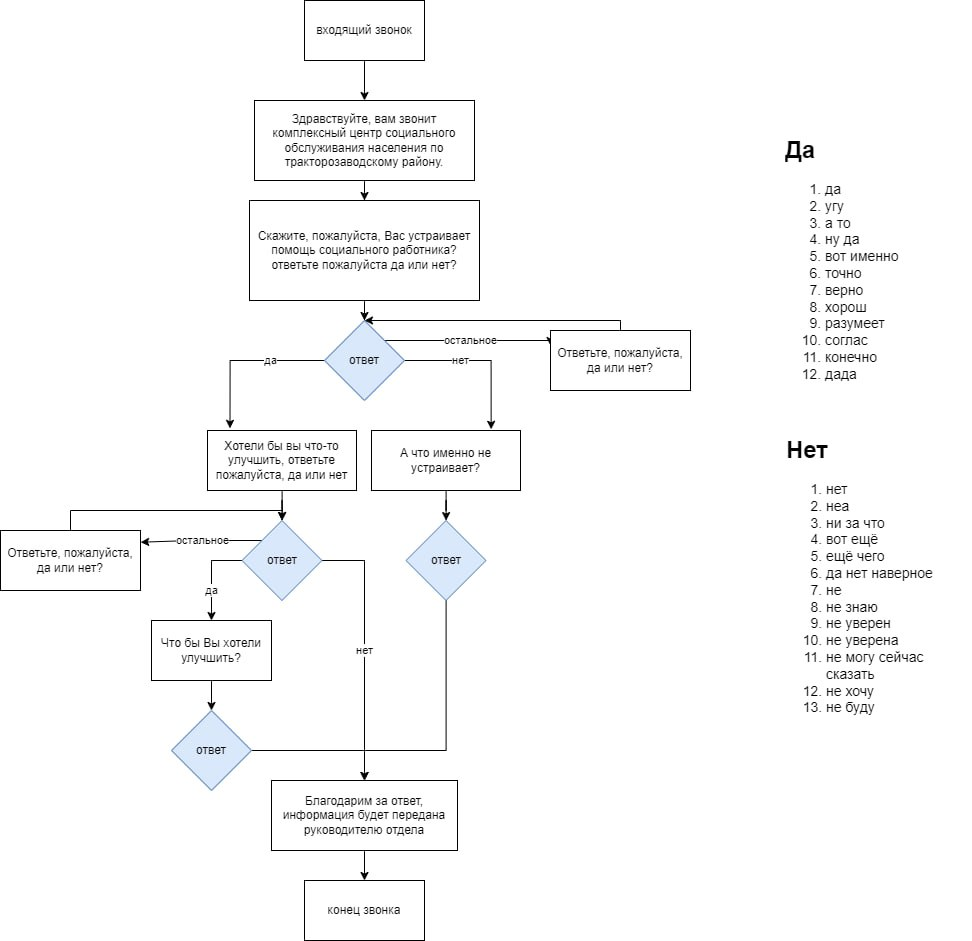 входящий звонок
Здравствуйте, вам звонит
комплексный центр социального
обслуживания населения по
тракторозаводскому району.
Скажите, пожалуйста, Вас устраивает
помощь социального работника?
ответьте пожалуйста да или нет?
ответ
да
нет
остальное
Ответьте, пожалуйста,
да или нет?
Хотели бы вы что-то
улучшить, ответьте
пожалуйста, да или нет
А что именно не
устраивает?
Ответьте, пожалуйста,
да или нет?
остальное
ответ
ответ
да
нет
Что бы Вы хотели
улучшить?
ответ
Благодарим за ответ,
информация будет передана
руководителю отдела
конец звонка
Да
1. да
2. угу
3. а то
4. ну да
5. вот именно
6. точно
7. верно
8. хорош
9. разумеет
10. соглас
11. конечно
12. дада
Нет
1. нет
2. неа
3. ни за что
4. вот ещё
5. ещё чего
6. да нет наверное
7. не
8. не знаю
9. не уверен
10. не уверена
11. не могу сейчас
сказать
12. не хочу
13. не буду